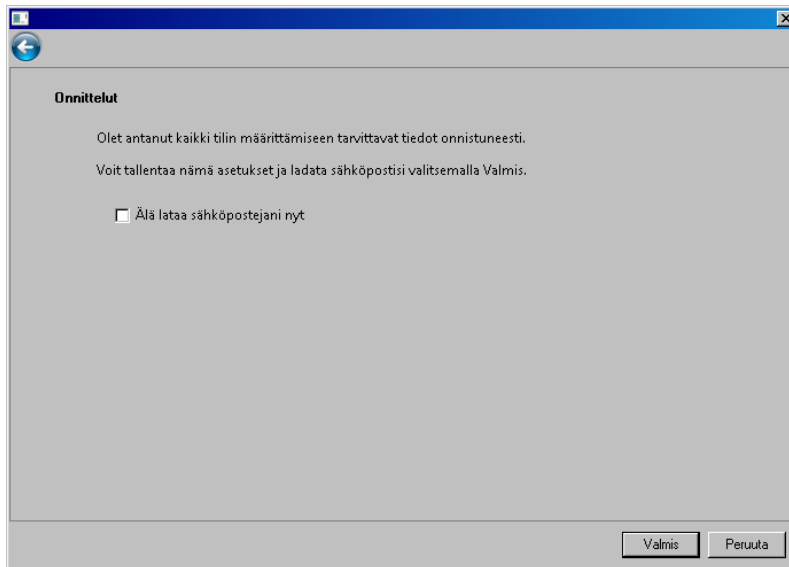 Onnittelut
Olet antanut kaikki tilin määrittämiseen tarvittavat tiedot onnistuneesti.
Voit tallentaa nämä asetukset ja ladata sähköpostisi valitsemalla Valmis.
Älä lataa sähköpostejani nyt
Valmis
Peruuta